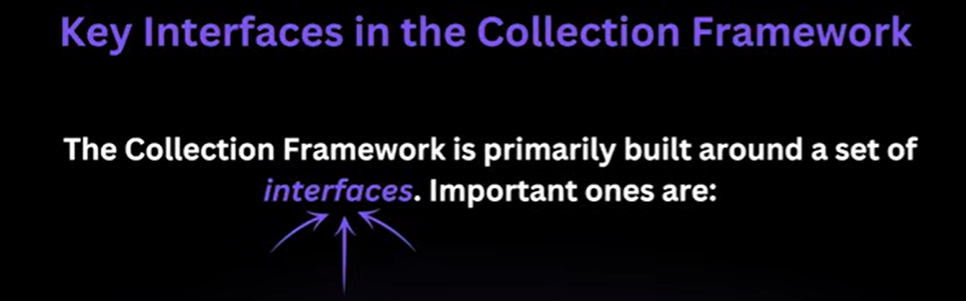 Key Interfaces in the Collection Framework
The Collection Framework is primarily built around a set of
interfaces. Important ones are: